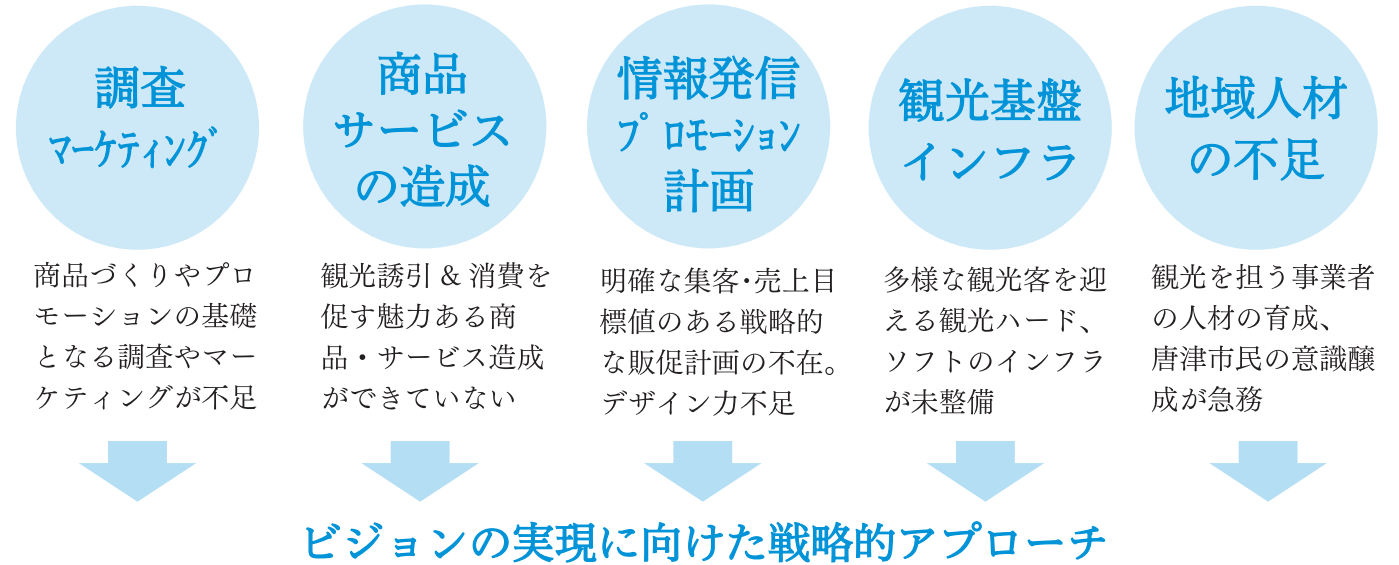 調査
ﾏｰｹﾃｨﾝｸﾞ
商品づくりやプロ
モーションの基礎
となる調査やマー
ケティングが不足
商品
サービス
の造成
観光誘引 & 消費を
促す魅力ある商
品・サービス造成
ができていない
情報発信
ﾌﾟﾛﾓｰｼｮﾝ
計画
明確な集客・売上目
標値のある戦略的
な販促計画の不在。
デザイン力不足
観光基盤
インフラ
多様な観光客を迎
える観光ハード、
ソフトのインフラ
が未整備
地域人材
の不足
観光を担う事業者
の人材の育成、
唐津市民の意識醸
成が急務
ビジョンの実現に向けた戦略的アプローチ